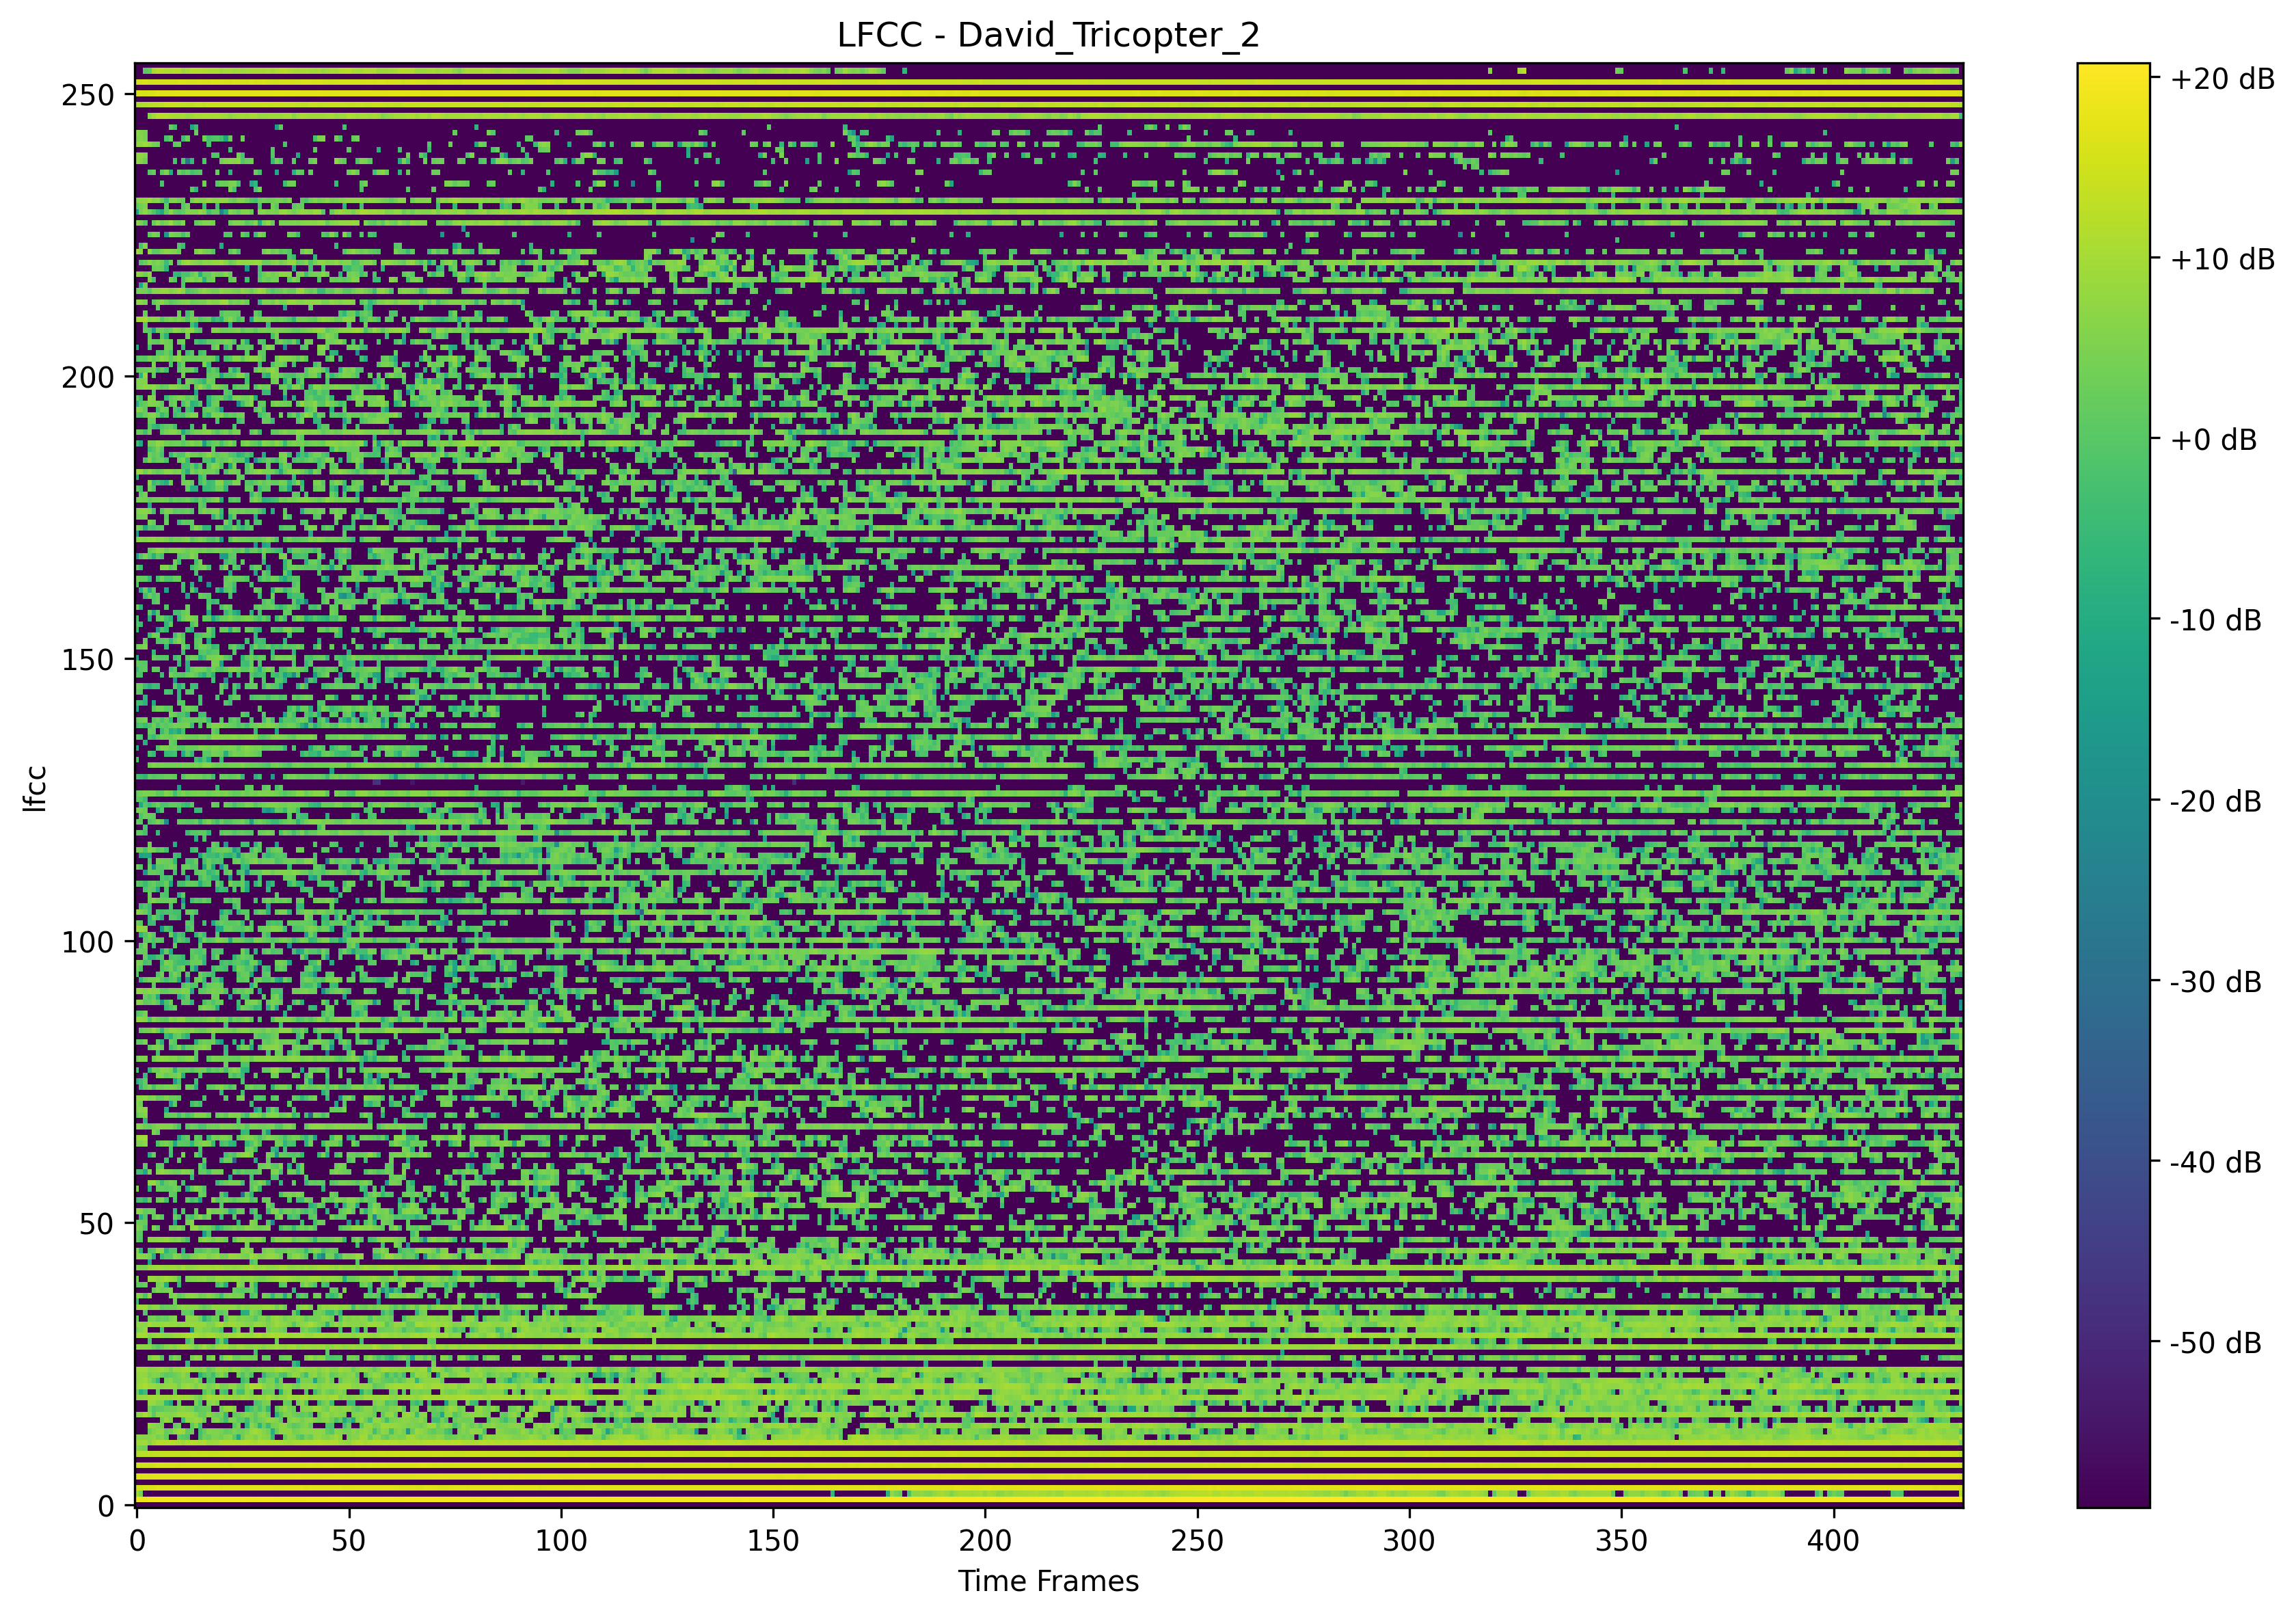 LFCC - David_Tricopter_2
250
200
150
100
50
0
lfcc
0 50 100 150 200 250 300 350 400
Time Frames
+20 dB
+10 dB
+0 dB
-10 dB
-20 dB
-30 dB
-40 dB
-50 dB